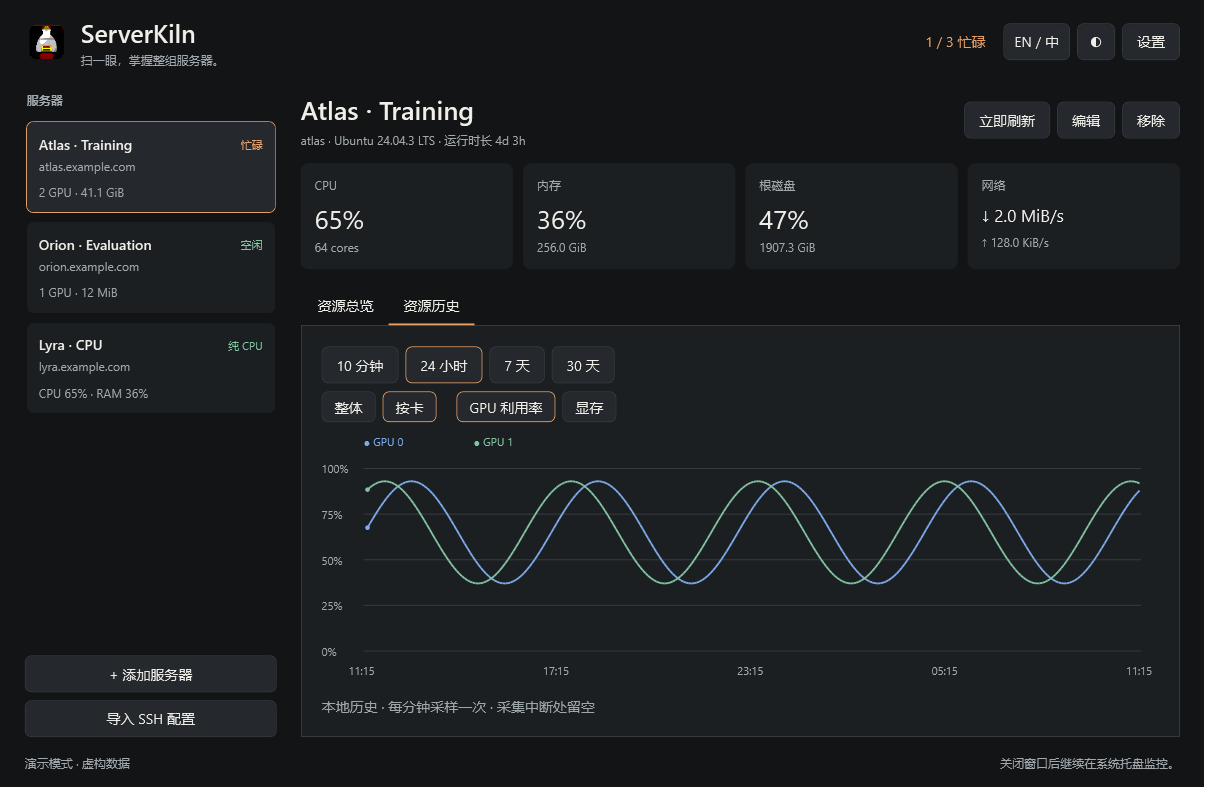 ServerKiln
扫一眼，掌握整组服务器。
1 / 3 忙碌
EN / 中
设置
服务器
Atlas · Training
忙碌
atlas.example.com
2 GPU · 41.1 GiB
Orion · Evaluation
空闲
orion.example.com
1 GPU · 12 MiB
Lyra · CPU
纯 CPU
lyra.example.com
CPU 65% · RAM 36%
+ 添加服务器
导入 SSH 配置
Atlas · Training
atlas · Ubuntu 24.04.3 LTS · 运行时长 4d 3h
立即刷新
编辑
移除
CPU
65%
64 cores
内存
36%
256.0 GiB
根磁盘
47%
1907.3 GiB
网络
↓ 2.0 MiB/s
↑ 128.0 KiB/s
资源总览
资源历史
10 分钟
24 小时
7 天
30 天
整体
按卡
GPU 利用率
显存
GPU 0
GPU 1
100%
75%
50%
25%
0%
11:15
17:15
23:15
05:15
11:15
本地历史 · 每分钟采样一次 · 采集中断处留空
演示模式 · 虚构数据
关闭窗口后继续在系统托盘监控。